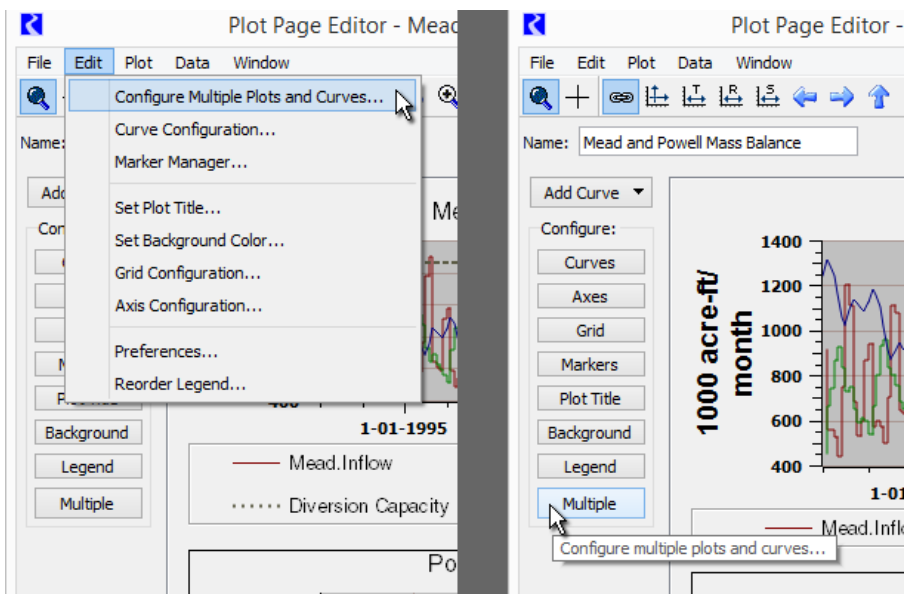 Plot Page Editor - Mead
File Edit Plot Data Window
Configure Multiple Plots and Curves...
Curve Configuration...
Marker Manager...
Set Plot Title...
Set Background Color...
Grid Configuration...
Axis Configuration...
Preferences...
Reorder Legend...
Name:
Add
Con
Me
Background
Legend
Multiple
1-01-1995
Mead.Inflow
Diversion Capacity
Po
Plot Page Editor -
File Edit Plot Data Window
T R S
Name: Mead and Powell Mass Balance
Add Curve
Configure:
Curves
Axes
Grid
Markers
Plot Title
Background
Legend
Multiple
Configure multiple plots and curves...
1000 acre-ft/
month
1400
1200
1000
800
600
400
1-01
Mead.Infl